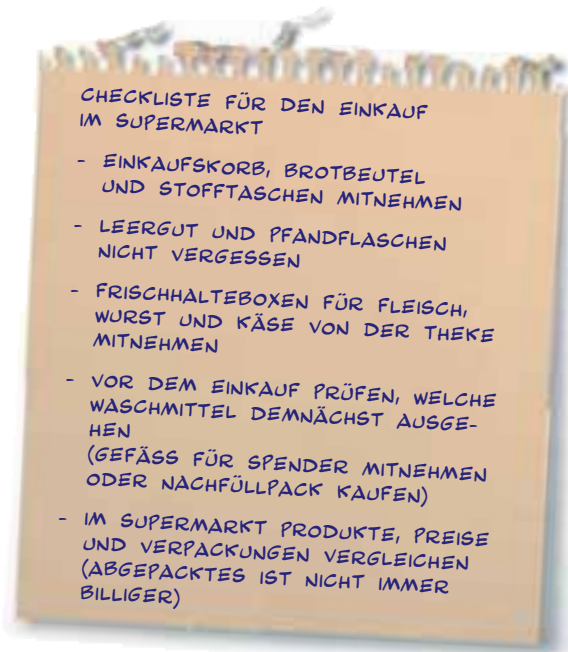 CHECKLISTE FÜR DEN EINKAUF
IM SUPERMARKT
- EINKAUFSKORB, BROTBEUTEL
UND STOFFTASCHEN MITNEHMEN
- LEERGUT UND PFANDFLASCHEN
NICHT VERGESSEN
- FRISCHHALTEBOXEN FÜR FLEISCH,
WURST UND KÄSE VON DER THEKE
MITNEHMEN
- VOR DEM EINKAUF PRÜFEN, WELCHE
WASCHMITTEL DEMNÄCHST AUSGE-
HEN
(GEFÄSS FÜR SPENDER MITNEHMEN
ODER NACHFÜLLPACK KAUFEN)
- IM SUPERMARKT PRODUKTE, PREISE
UND VERPACKUNGEN VERGLEICHEN
(ABGEPACKTES IST NICHT IMMER
BILLIGER)